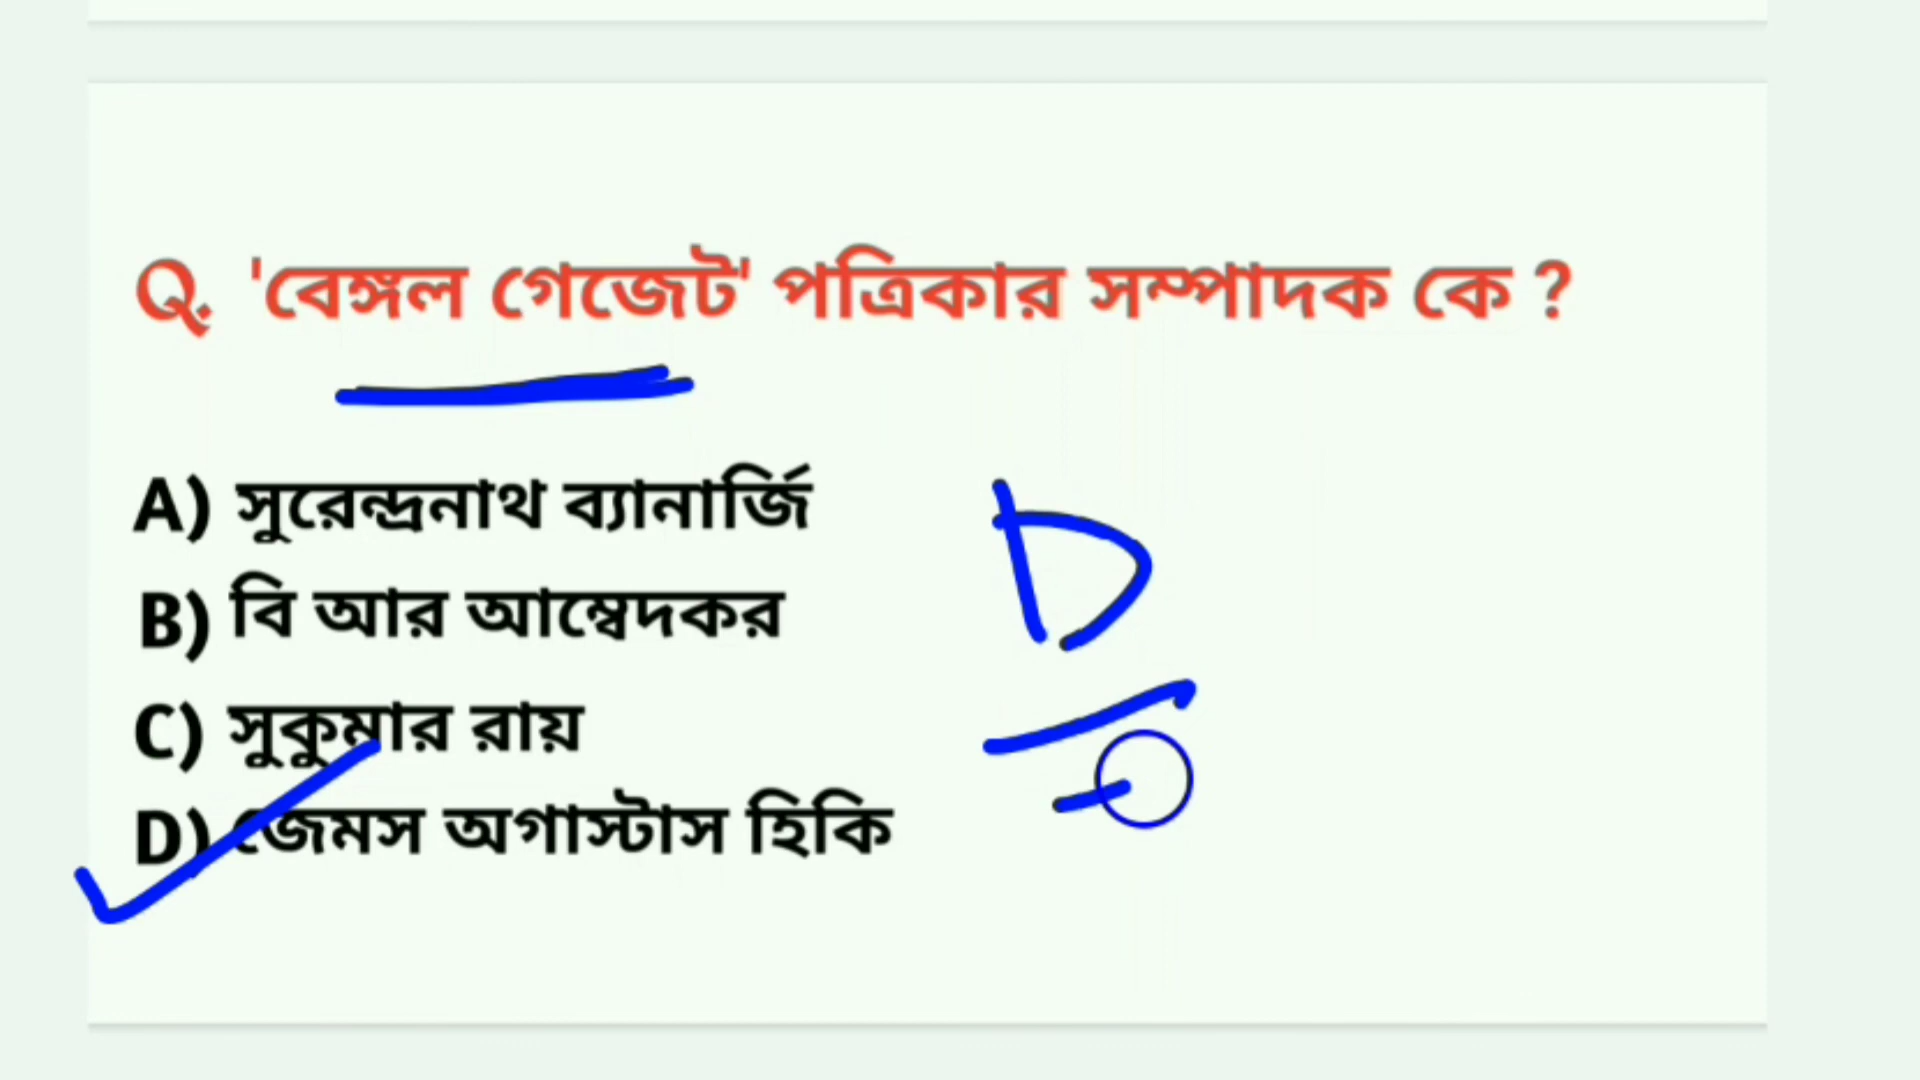 Q. 'বেঙ্গল গেজেট' পত্রিকার সম্পাদক কে ?
A) সুরেন্দ্রনাথ ব্যানার্জি
B) বি আর আম্বেদকর
C) সুকুমার রায়
D) জেমস অগাস্টাস হিকি
D